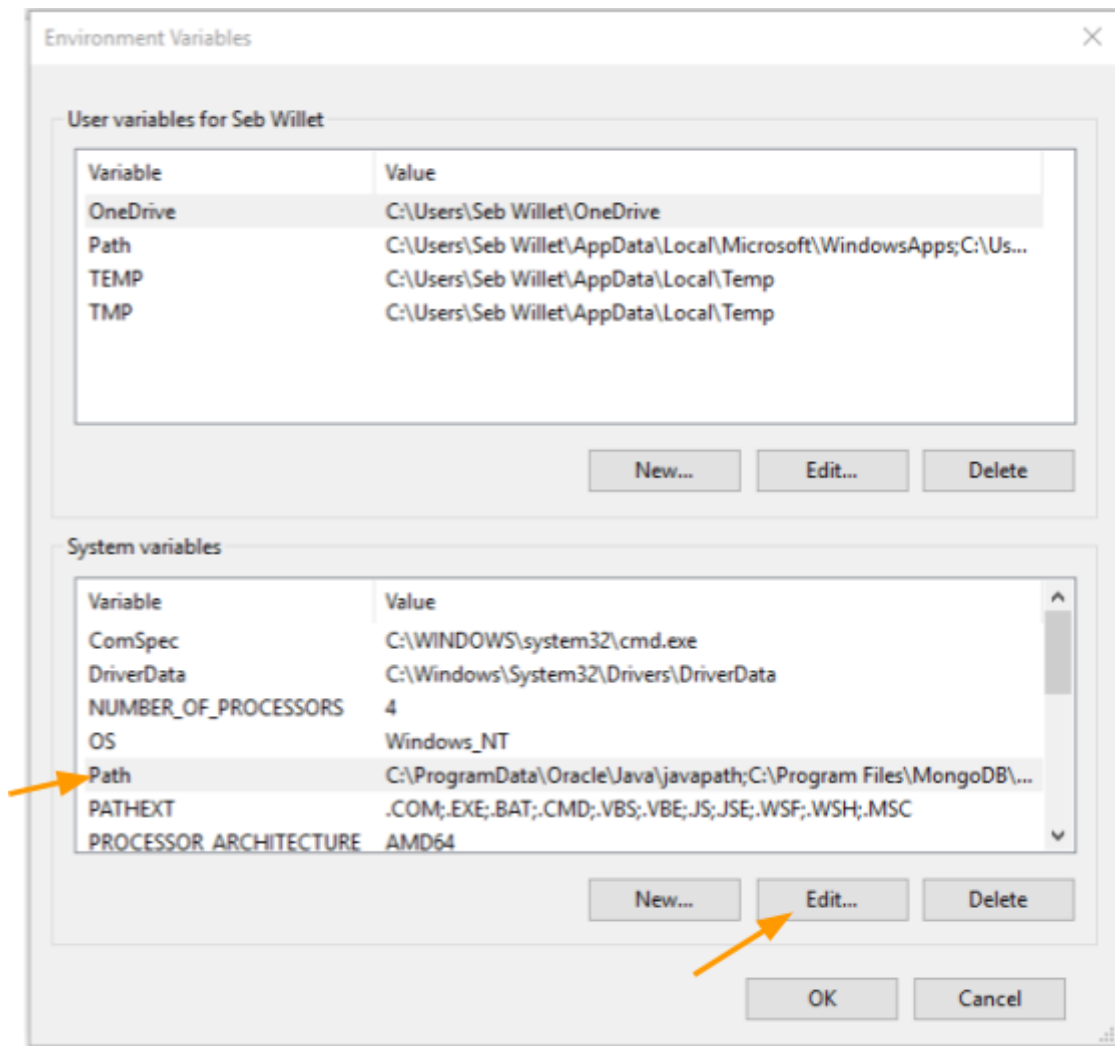 Environment Variables
User variables for Seb Willet
Variable Value
OneDrive C:\Users\Seb Willet\OneDrive
Path C:\Users\Seb Willet\AppData\Local\Microsoft\WindowsApps;C:\Us...
TEMP C:\Users\Seb Willet\AppData\Local\Temp
TMP C:\Users\Seb Willet\AppData\Local\Temp
New... Edit... Delete
System variables
Variable Value
ComSpec C:\WINDOWS\system32\cmd.exe
DriverData C:\Windows\System32\Drivers\DriverData
NUMBER_OF_PROCESSORS 4
OS Windows_NT
Path C:\ProgramData\Oracle\Java\javapath;C:\Program Files\MongoDB\...
PATHEXT .COM;.EXE;.BAT;.CMD;.VBS;.VBE;.JS;.JSE;.WSF;.WSH;.MSC
PROCESSOR_ARCHITECTURE AMD64
New... Edit... Delete
OK Cancel